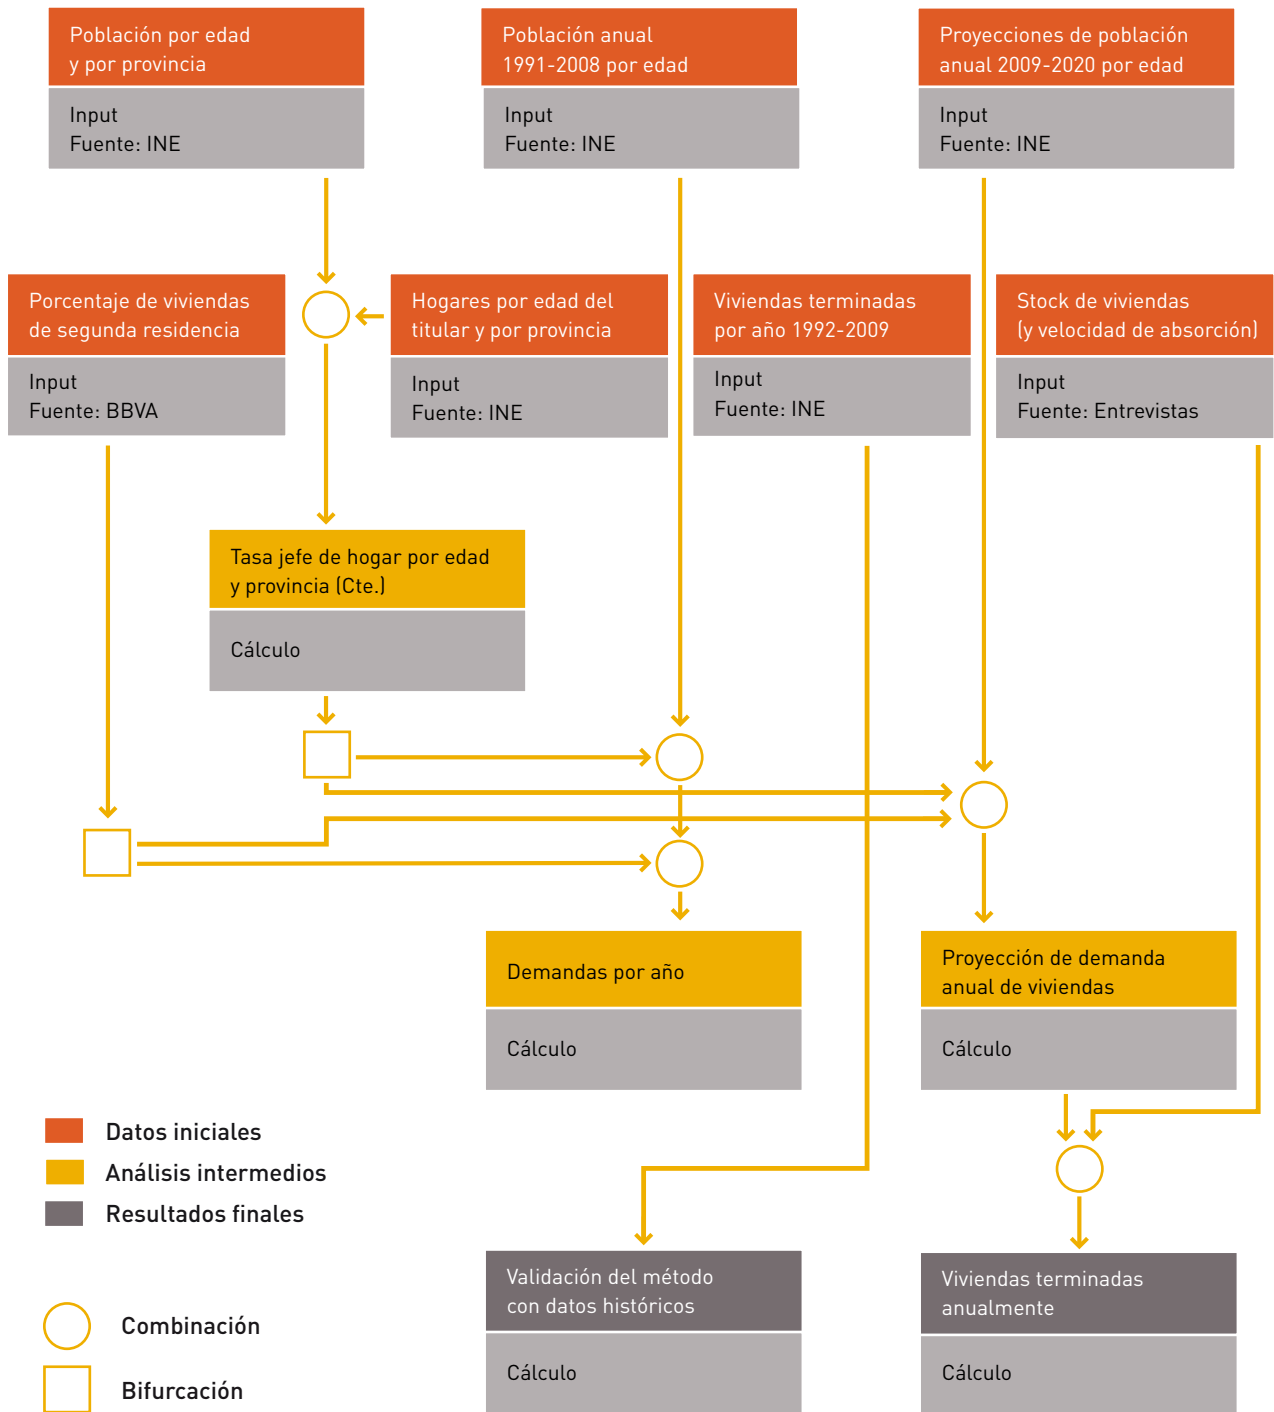 Población por edad
y por provincia
Input
Fuente: INE
Población anual
1991-2008 por edad
Input
Fuente: INE
Proyecciones de población
anual 2009-2020 por edad
Input
Fuente: INE
Porcentaje de viviendas
de segunda residencia
Input
Fuente: BBVA
Hogares por edad del
titular y por provincia
Input
Fuente: INE
Viviendas terminadas
por año 1992-2009
Input
Fuente: INE
Stock de viviendas
(y velocidad de absorción)
Input
Fuente: Entrevistas
Tasa jefe de hogar por edad
y provincia (Cte.)
Cálculo
Demandas por año
Cálculo
Proyección de demanda
anual de viviendas
Cálculo
Datos iniciales
Análisis intermedios
Resultados finales
Combinación
Bifurcación
Validación del método
con datos históricos
Cálculo
Viviendas terminadas
anualmente
Cálculo